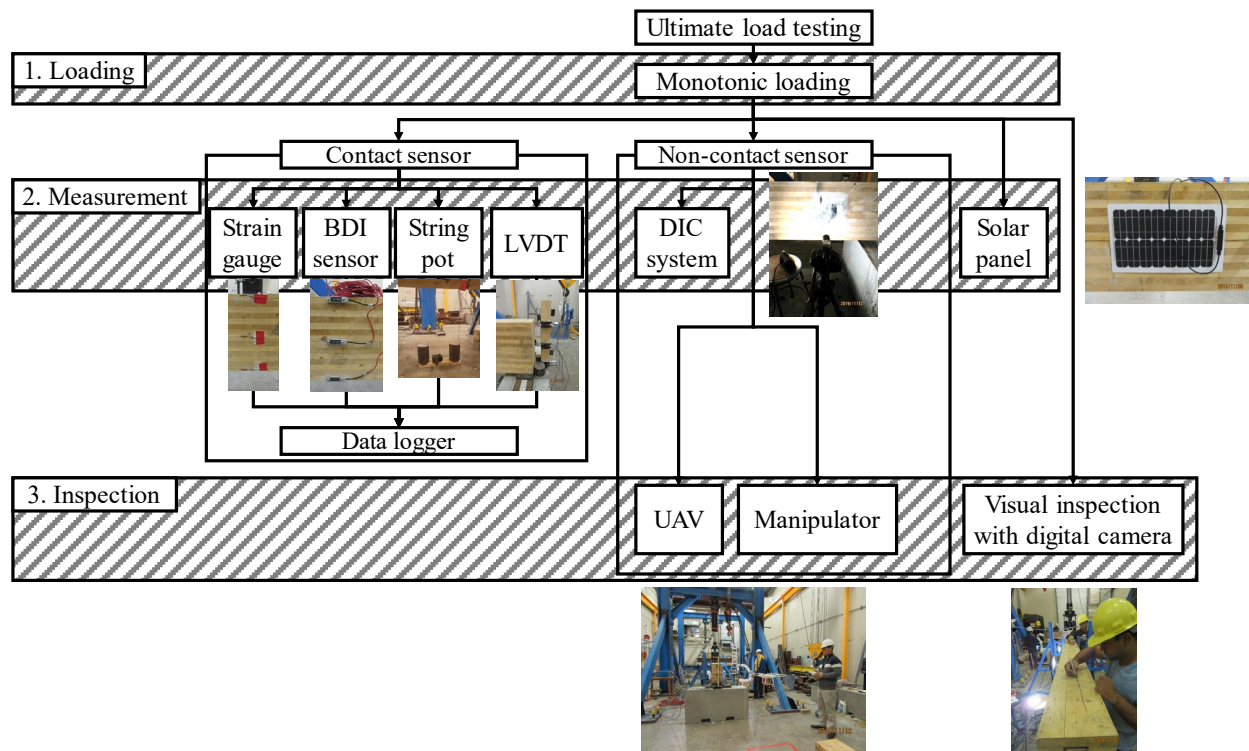 Ultimate load testing
1. Loading
Monotonic loading
Contact sensor
Non-contact sensor
2. Measurement
Strain
gauge
BDI
sensor
String
pot
LVDT
DIC
system
Solar
panel
Data logger
3. Inspection
UAV
Manipulator
Visual inspection
with digital camera